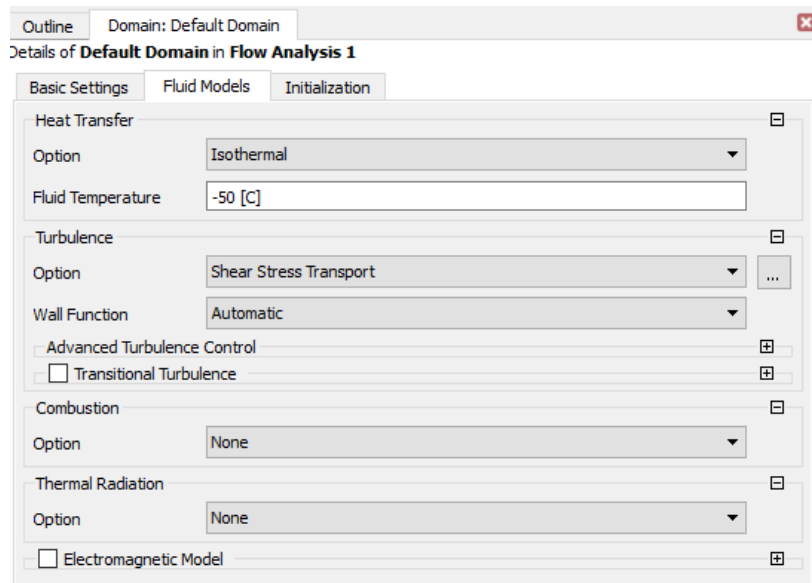 Outline Domain: Default Domain
Details of Default Domain in Flow Analysis 1
Basic Settings Fluid Models Initialization
Heat Transfer
Option Isothermal
Fluid Temperature -50 [C]
Turbulence
Option Shear Stress Transport ...
Wall Function Automatic
Advanced Turbulence Control
Transitional Turbulence
Combustion
Option None
Thermal Radiation
Option None
Electromagnetic Model